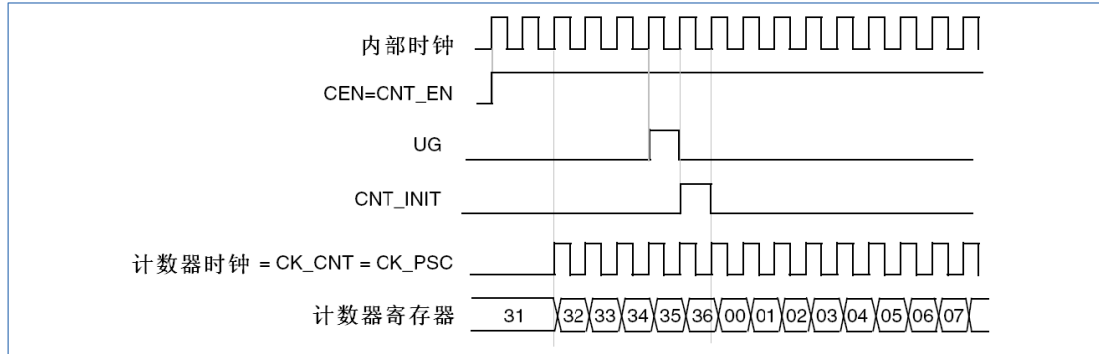 内部时钟
CEN=CNT_EN
UG
CNT_INIT
计数器时钟 = CK_CNT = CK_PSC
计数器寄存器 31 32 33 34 35 36 00 01 02 03 04 05 06 07